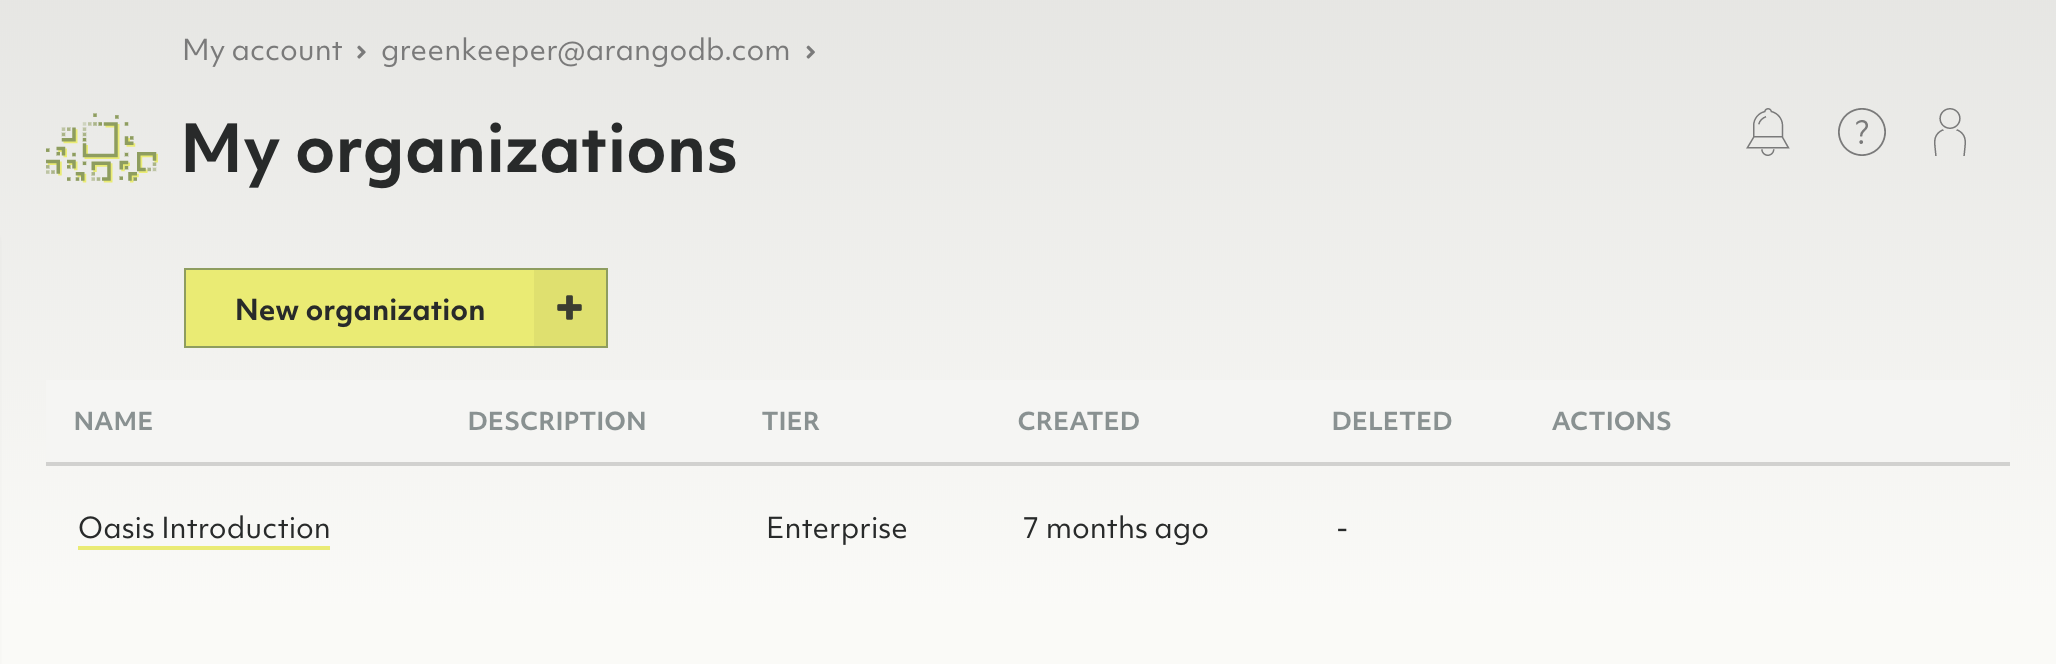 My account > greenkeeper@arangodb.com >
My organizations
?
New organization +
NAME DESCRIPTION TIER CREATED DELETED ACTIONS
Oasis Introduction Enterprise 7 months ago -